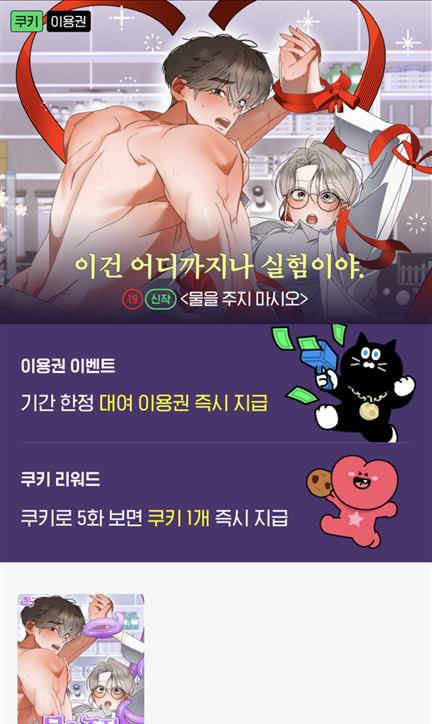 쿠키 이용권
이건 어디까지나 실험이야.
19 신작 <물을 주지 마시오>
이용권 이벤트
기간 한정 대여 이용권 즉시 지급
쿠키 리워드
쿠키로 5화 보면 쿠키 1개 즉시 지급